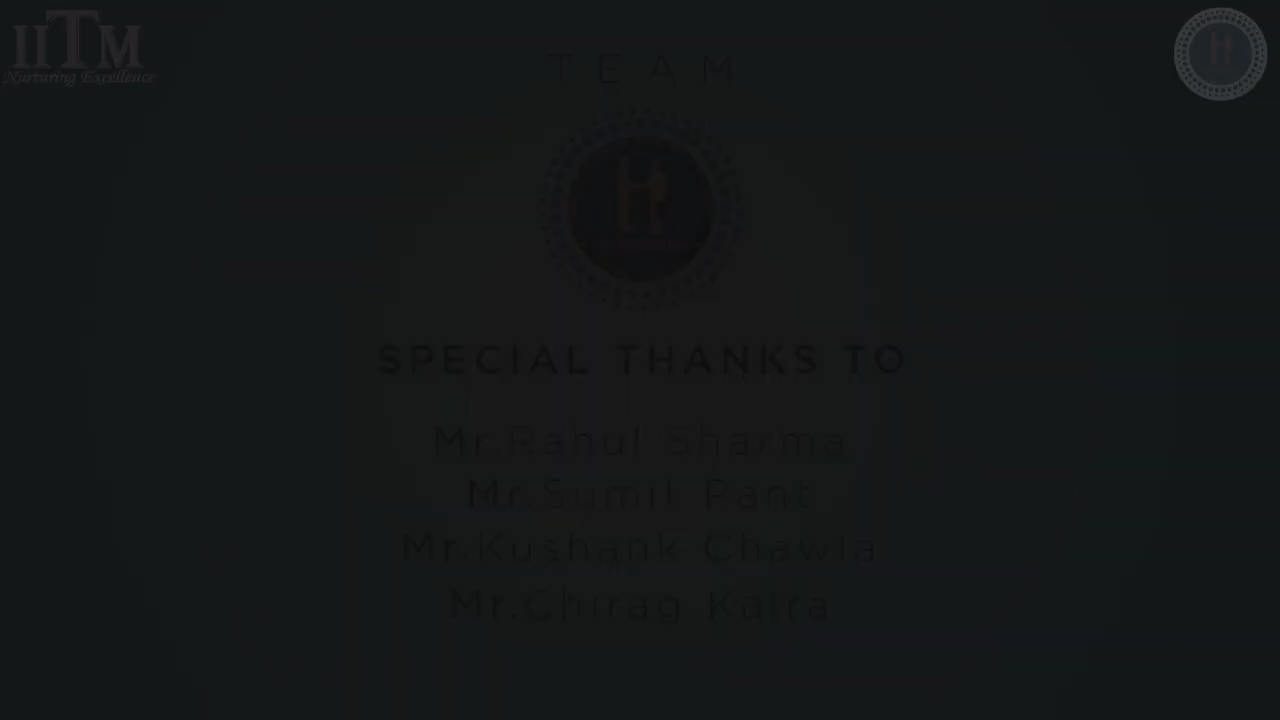 IITM
Nurturing Excellence
TEAM
SPECIAL THANKS TO
Mr.Rahul Sharma
Mr.Sumit Pant
Mr.Kushank Chawla
Mr.Chirag Kalra